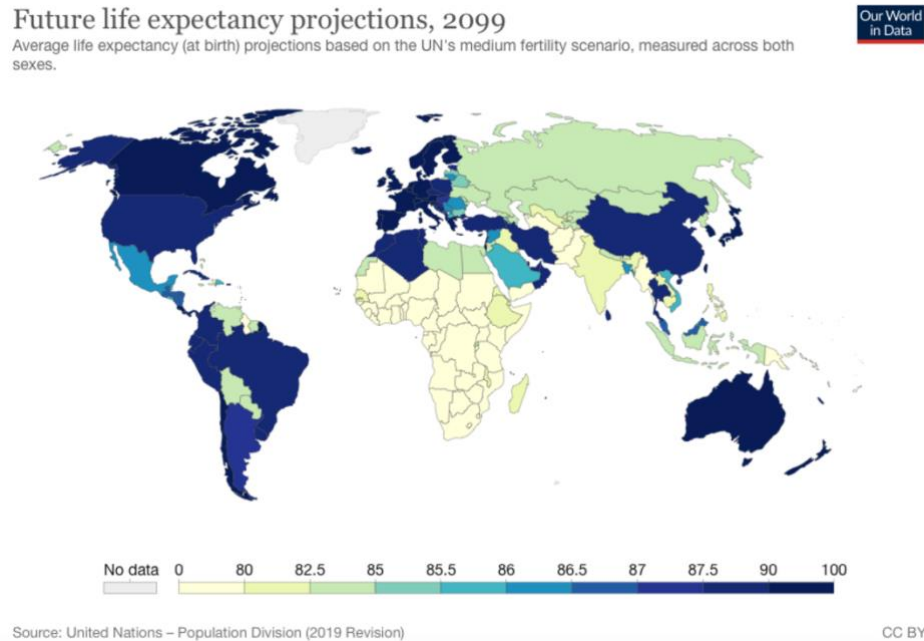 Future life expectancy projections, 2099
Our World
in Data
Average life expectancy (at birth) projections based on the UN's medium fertility scenario, measured across both
sexes.
No data 0 80 82.5 85 85.5 86 86.5 87 87.5 90 100
Source: United Nations – Population Division (2019 Revision)
CC BY